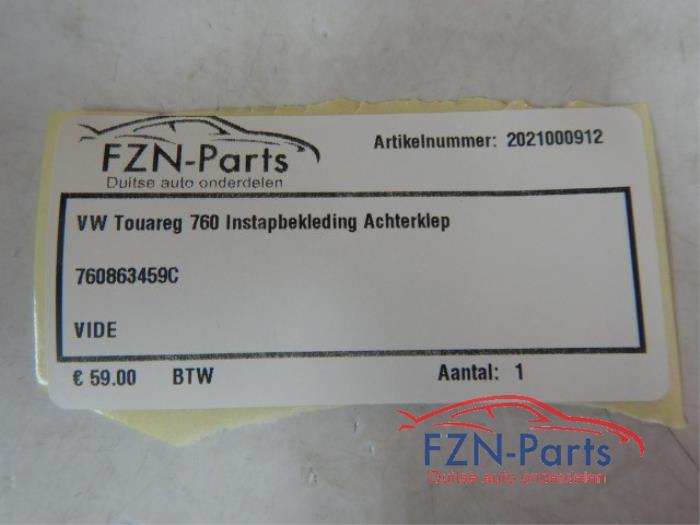 FZN-Parts
Duitse auto onderdelen
Artikelnummer: 2021000912
VW Touareg 760 Instapbekleding Achterklep
760863459C
VIDE
€ 59.00 BTW Aantal: 1
FZN-Parts
Duitse auto onderdelen